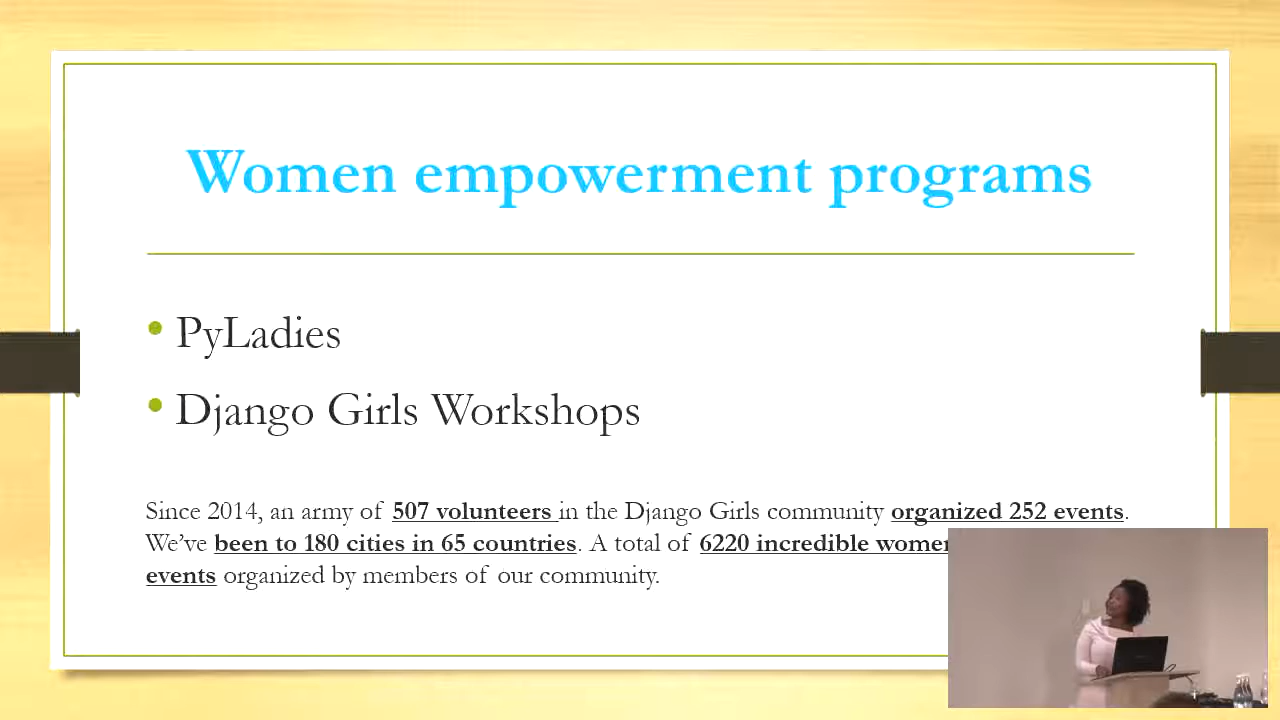 Women empowerment programs
• PyLadies
• Django Girls Workshops
Since 2014, an army of 507 volunteers in the Django Girls community organized 252 events.
We've been to 180 cities in 65 countries. A total of 6220 incredible women
events organized by members of our community.